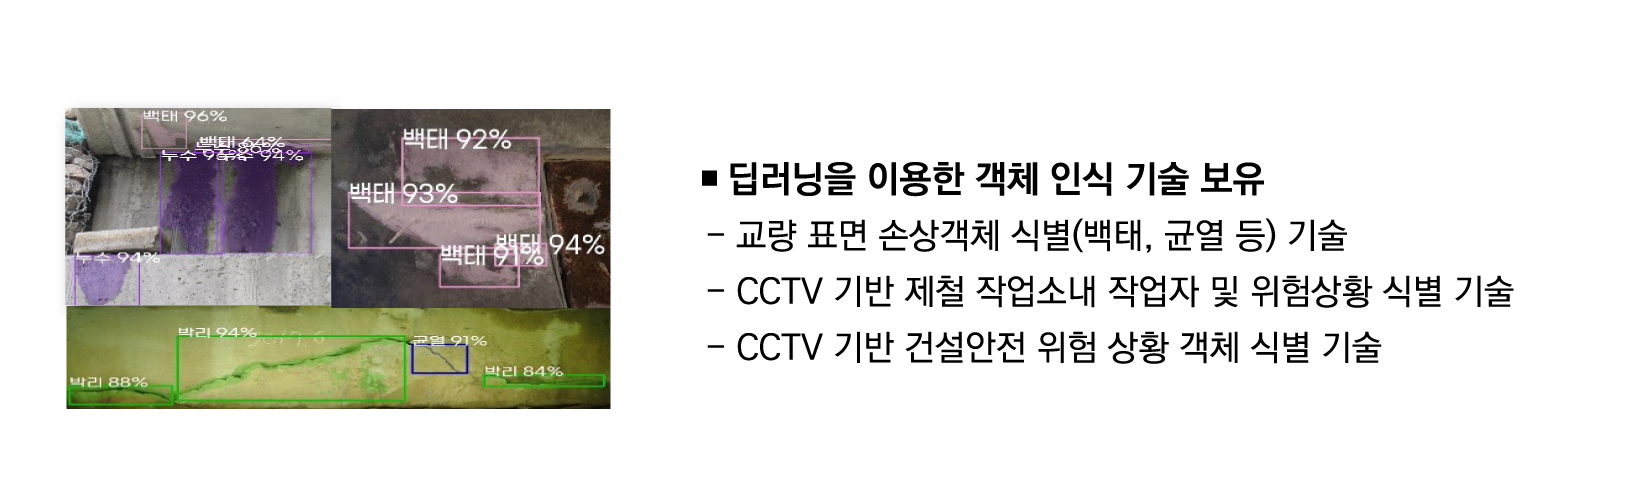 백태 96%
백태 64%
누수 94%
누수 94%
백태 92%
백태 93%
백태 94%
백태 91%
박리 94%
균열 91%
박리 88%
박리 84%
■ 딥러닝을 이용한 객체 인식 기술 보유
- 교량 표면 손상객체 식별(백태, 균열 등) 기술
- CCTV 기반 제철 작업소내 작업자 및 위험상황 식별 기술
- CCTV 기반 건설안전 위험 상황 객체 식별 기술